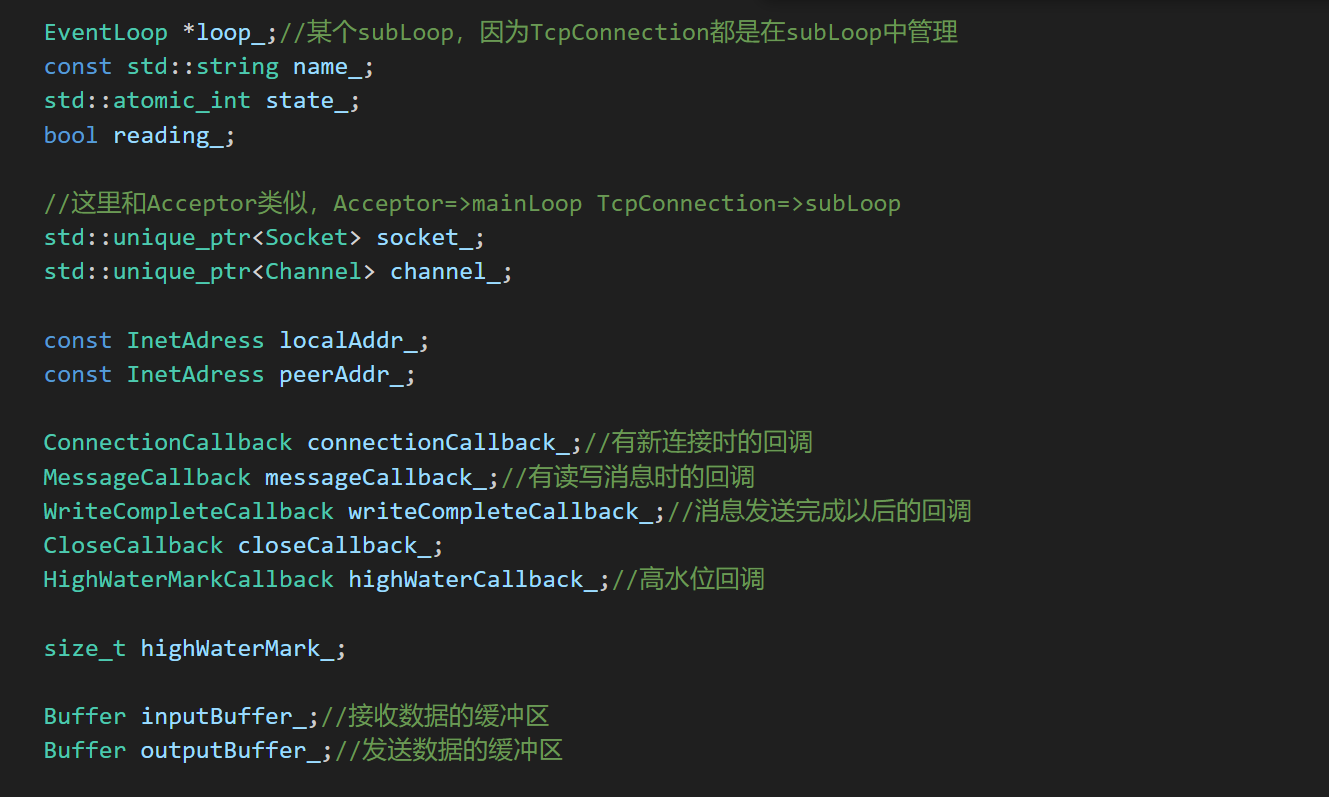 EventLoop *loop_;//某个subLoop，因为TcpConnection都是在subLoop中管理
const std::string name_;
std::atomic_int state_;
bool reading_;
//这里和Acceptor类似，Acceptor=>mainLoop TcpConnection=>subLoop
std::unique_ptr<Socket> socket_;
std::unique_ptr<Channel> channel_;
const InetAdress localAddr_;
const InetAdress peerAddr_;
ConnectionCallback connectionCallback_;//有新连接时的回调
MessageCallback messageCallback_;//有读写消息时的回调
WriteCompleteCallback writeCompleteCallback_;//消息发送完成以后的回调
CloseCallback closeCallback_;
HighWaterMarkCallback highWaterCallback_;//高水位回调
size_t highWaterMark_;
Buffer inputBuffer_;//接收数据的缓冲区
Buffer outputBuffer_;//发送数据的缓冲区